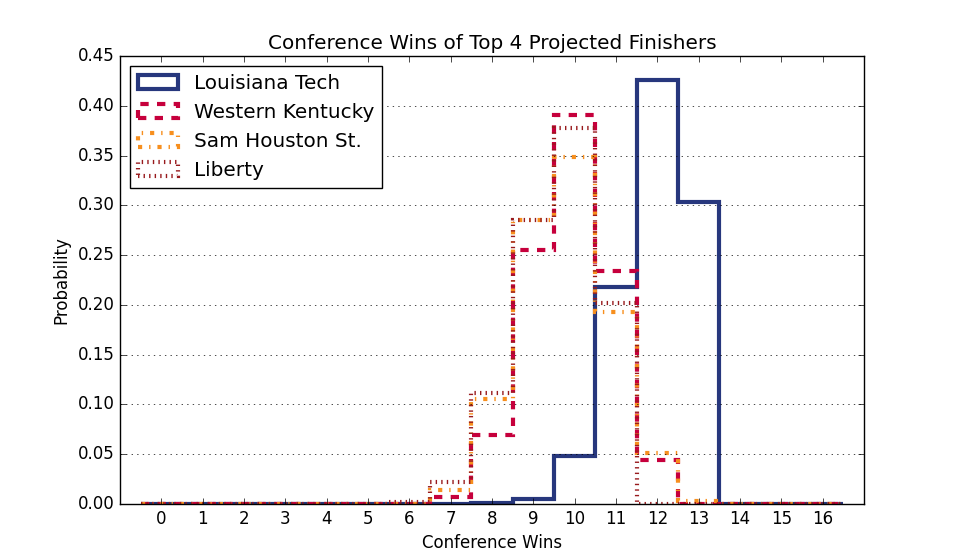 Conference Wins of Top 4 Projected Finishers
0.45
0.40
0.35
0.30
0.25
0.20
0.15
0.10
0.05
0.00
Probability
Louisiana Tech
Western Kentucky
Sam Houston St.
Liberty
0 1 2 3 4 5 6 7 8 9 10 11 12 13 14 15 16
Conference Wins